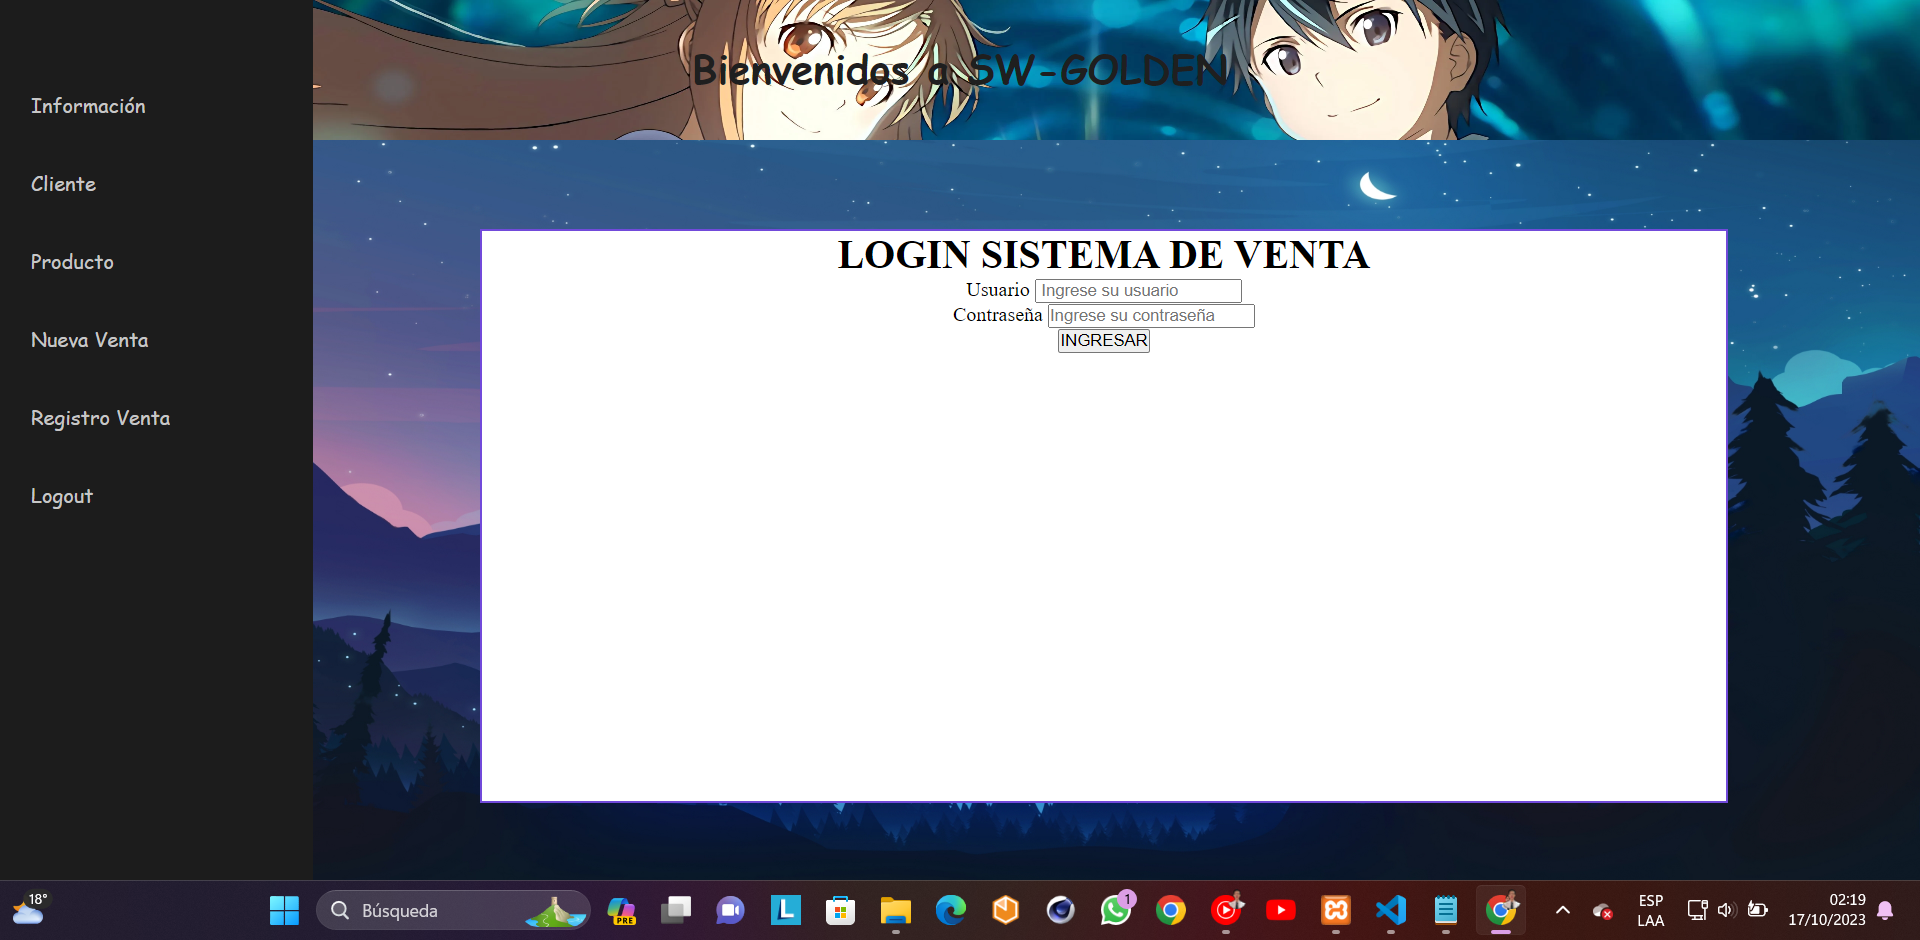 Bienvenidos a SW-GOLDEN
Información
Cliente
Producto
Nueva Venta
Registro Venta
Logout
LOGIN SISTEMA DE VENTA
Usuario Ingrese su usuario
Contraseña Ingrese su contraseña
INGRESAR
18°
Búsqueda
PRE
L
1
ESP
LAA
02:19
17/10/2023